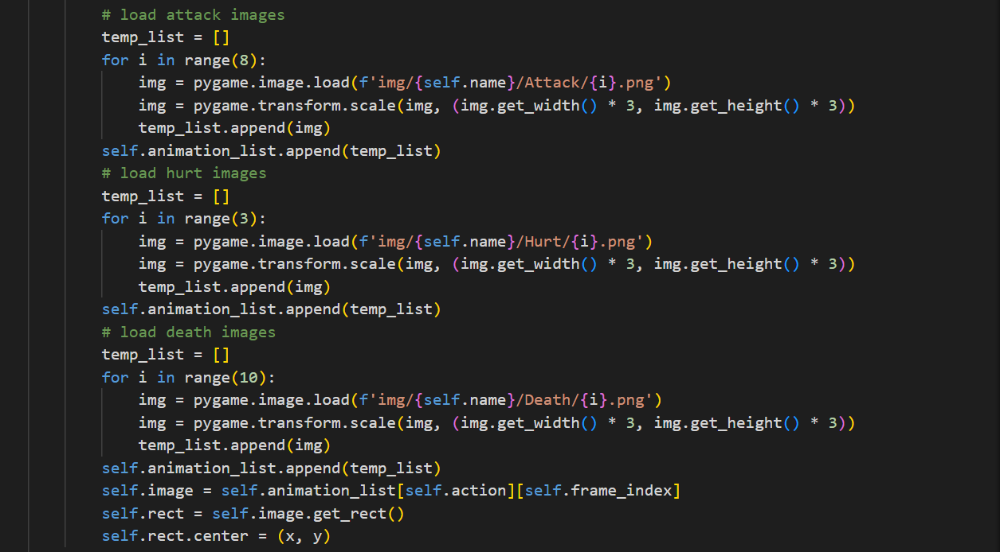 # load attack images
temp_list = []
for i in range(8):
    img = pygame.image.load(f'img/{self.name}/Attack/{i}.png')
    img = pygame.transform.scale(img, (img.get_width() * 3, img.get_height() * 3))
    temp_list.append(img)
self.animation_list.append(temp_list)
# load hurt images
temp_list = []
for i in range(3):
    img = pygame.image.load(f'img/{self.name}/Hurt/{i}.png')
    img = pygame.transform.scale(img, (img.get_width() * 3, img.get_height() * 3))
    temp_list.append(img)
self.animation_list.append(temp_list)
# load death images
temp_list = []
for i in range(10):
    img = pygame.image.load(f'img/{self.name}/Death/{i}.png')
    img = pygame.transform.scale(img, (img.get_width() * 3, img.get_height() * 3))
    temp_list.append(img)
self.animation_list.append(temp_list)
self.image = self.animation_list[self.action][self.frame_index]
self.rect = self.image.get_rect()
self.rect.center = (x, y)